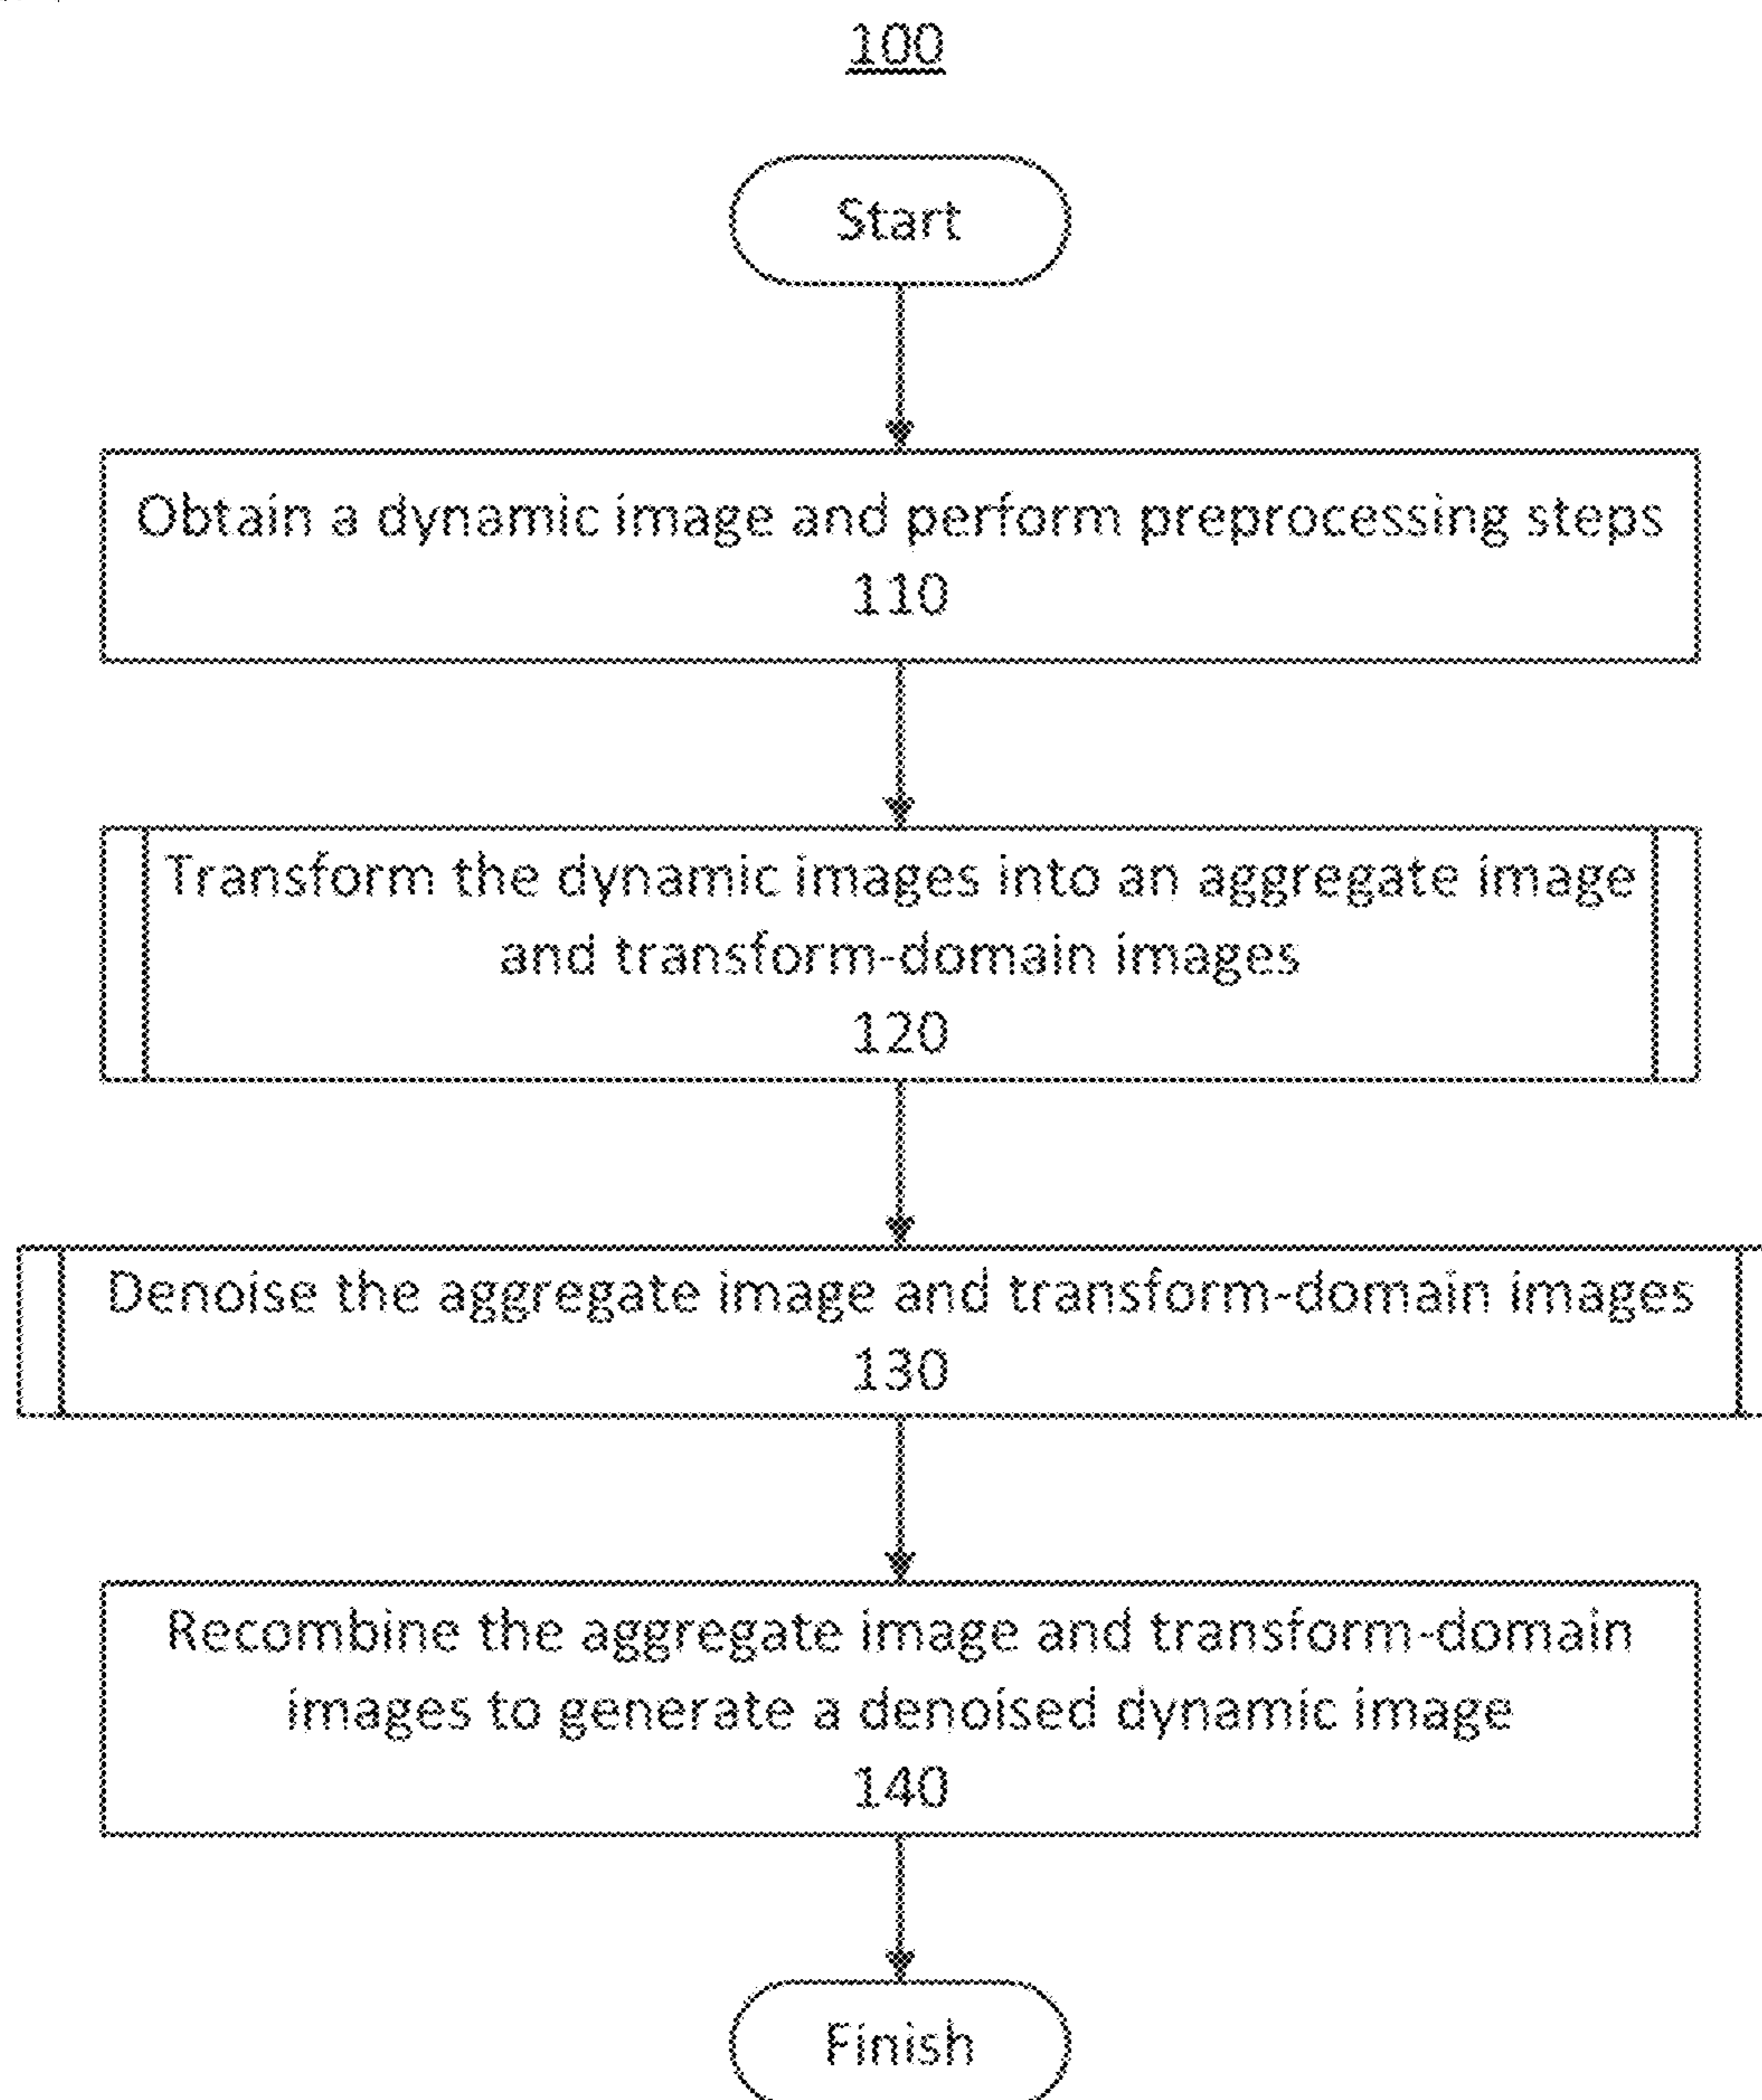 100
Start
Obtain a dynamic image and perform preprocessing steps
110
Transform the dynamic images into an aggregate image
and transform-domain images
120
Denoise the aggregate image and transform-domain images
130
Recombine the aggregate image and transform-domain
images to generate a denoised dynamic image
140
Finish